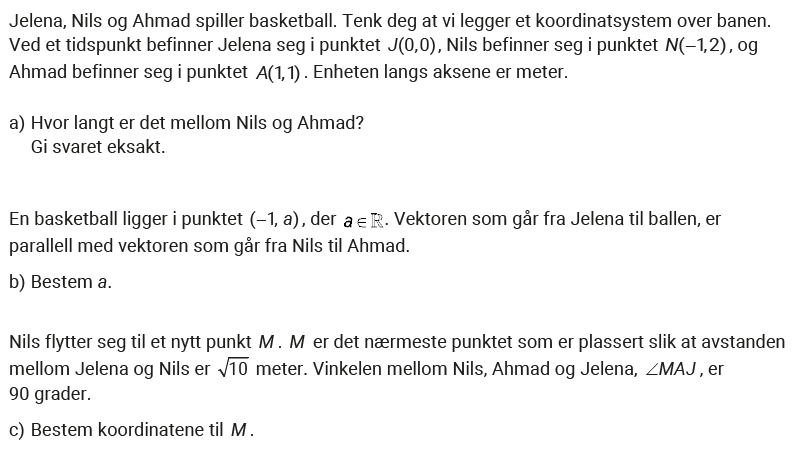 Jelena, Nils og Ahmad spiller basketball. Tenk deg at vi legger et koordinatsystem over banen.
Ved et tidspunkt befinner Jelena seg i punktet J(0,0), Nils befinner seg i punktet N(−1,2), og
Ahmad befinner seg i punktet A(1,1). Enheten langs aksene er meter.
a) Hvor langt er det mellom Nils og Ahmad?
Gi svaret eksakt.
En basketball ligger i punktet (−1, a), der a ∈ ℝ. Vektoren som går fra Jelena til ballen, er
parallell med vektoren som går fra Nils til Ahmad.
b) Bestem a.
Nils flytter seg til et nytt punkt M. M er det nærmeste punktet som er plassert slik at avstanden
mellom Jelena og Nils er √10 meter. Vinkelen mellom Nils, Ahmad og Jelena, ∠MAJ, er
90 grader.
c) Bestem koordinatene til M.